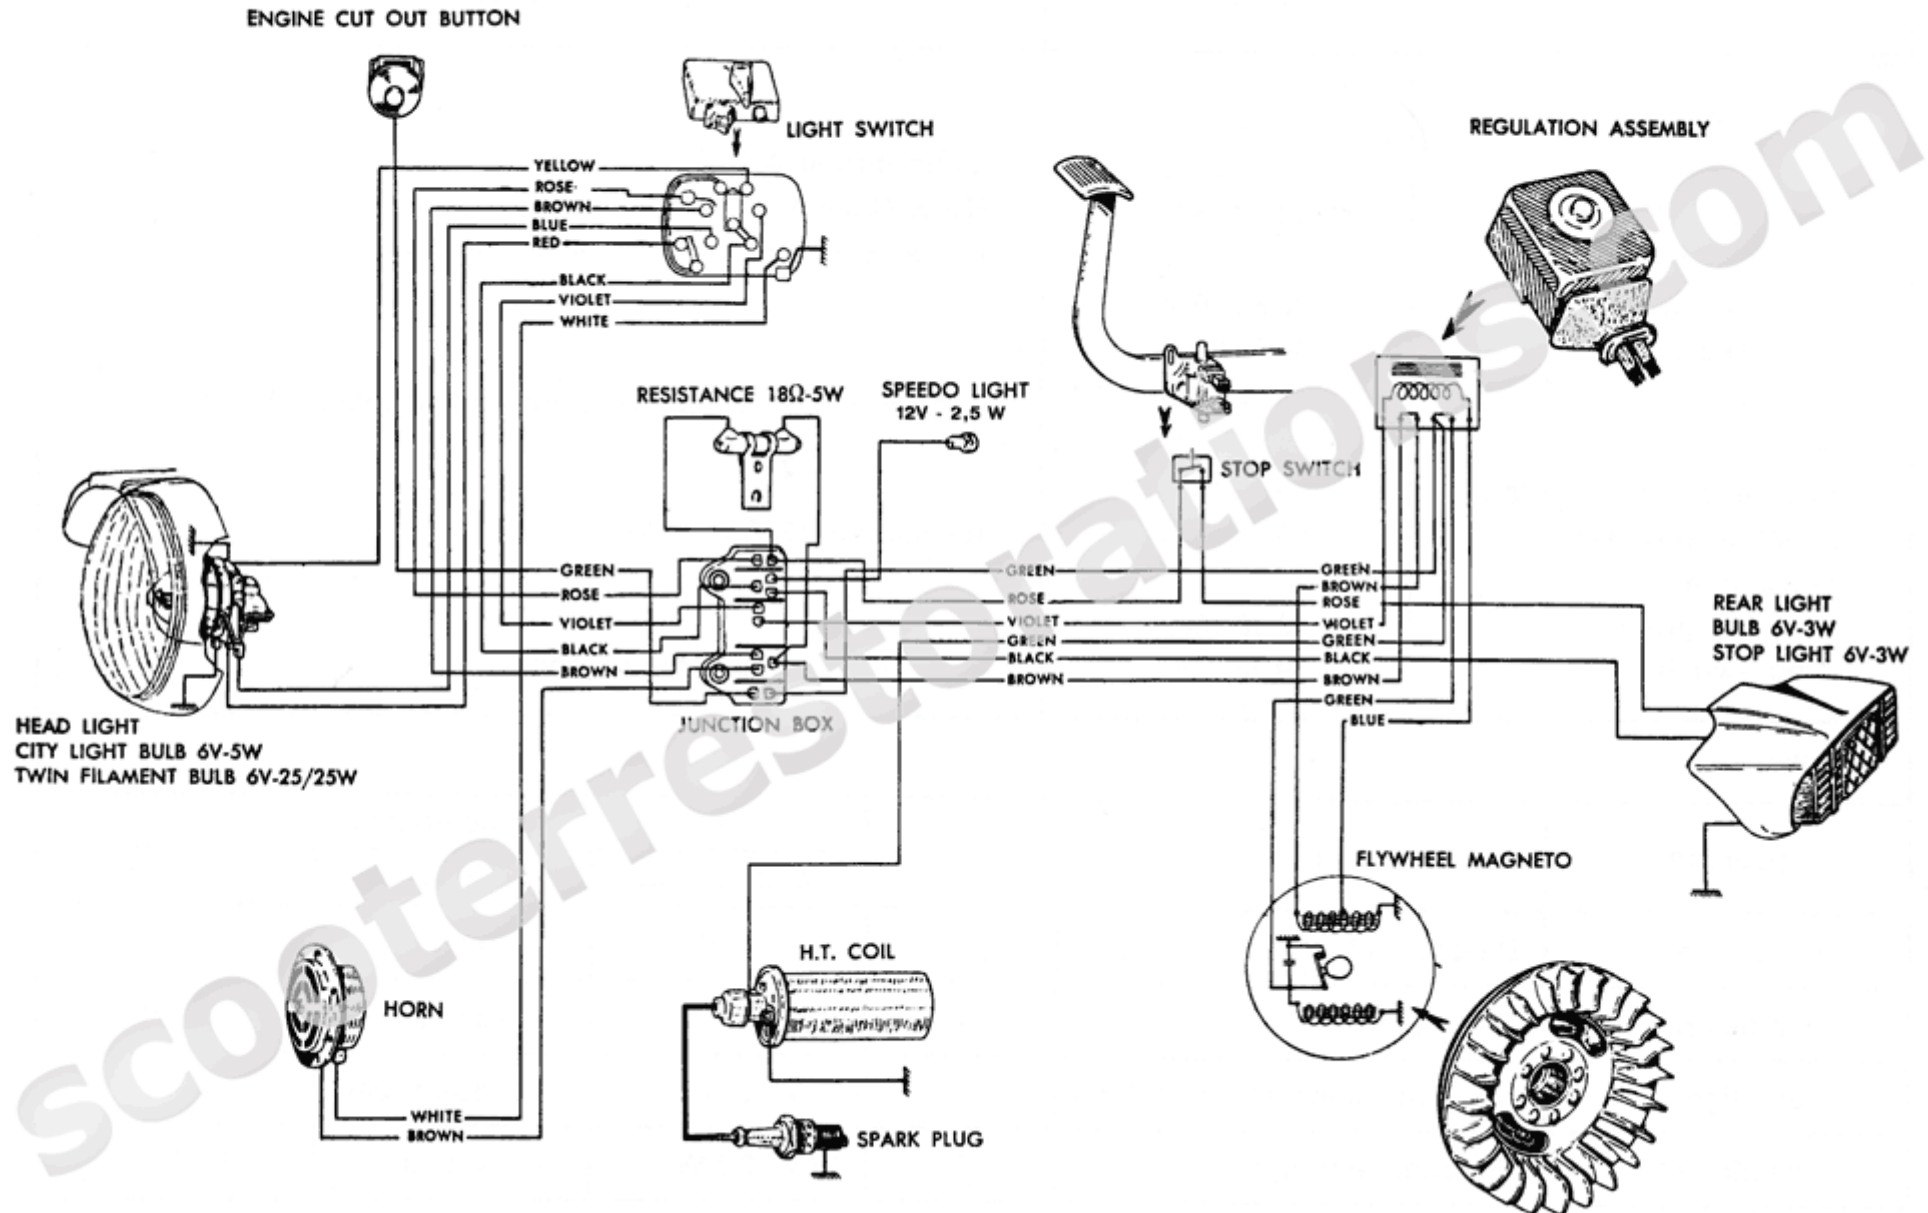 ENGINE CUT OUT BUTTON
LIGHT SWITCH
REGULATION ASSEMBLY
YELLOW
ROSE
BROWN
BLUE
RED
BLACK
VIOLET
WHITE
RESISTANCE 18Ω-5W
SPEEDO LIGHT
12V - 2,5 W
STOP SWITCH
GREEN
ROSE
VIOLET
BLACK
BROWN
GREEN
ROSE
VIOLET
GREEN
BLACK
BROWN
GREEN
BROWN
ROSE
VIOLET
GREEN
BLACK
BROWN
GREEN
BLUE
REAR LIGHT
BULB 6V-3W
STOP LIGHT 6V-3W
JUNCTION BOX
HEAD LIGHT
CITY LIGHT BULB 6V-5W
TWIN FILAMENT BULB 6V-25/25W
FLYWHEEL MAGNETO
H.T. COIL
HORN
WHITE
BROWN
SPARK PLUG
scooterrestorations.com